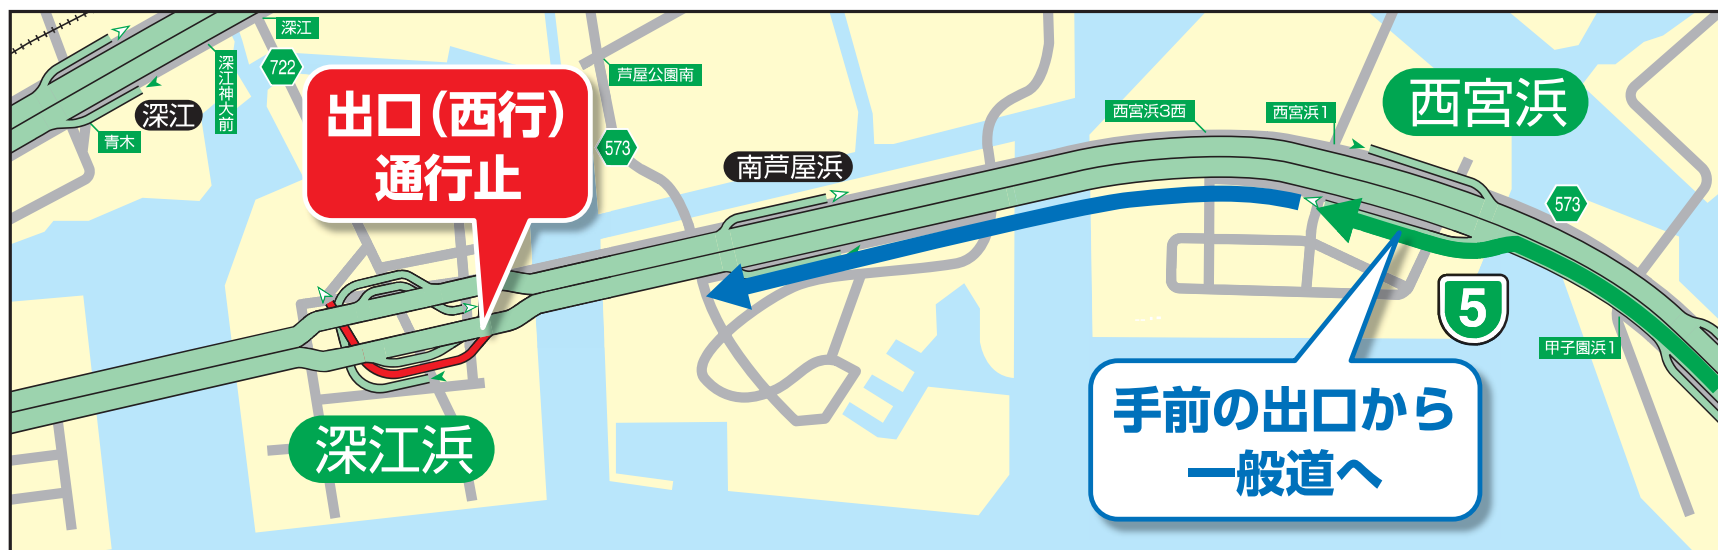 深江
722
深江神大前
深江
青木
出口（西行）
通行止
芦屋公園南
573
南芦屋浜
西宮浜3西
西宮浜1
西宮浜
573
5
甲子園浜1
手前の出口から
一般道へ
深江浜